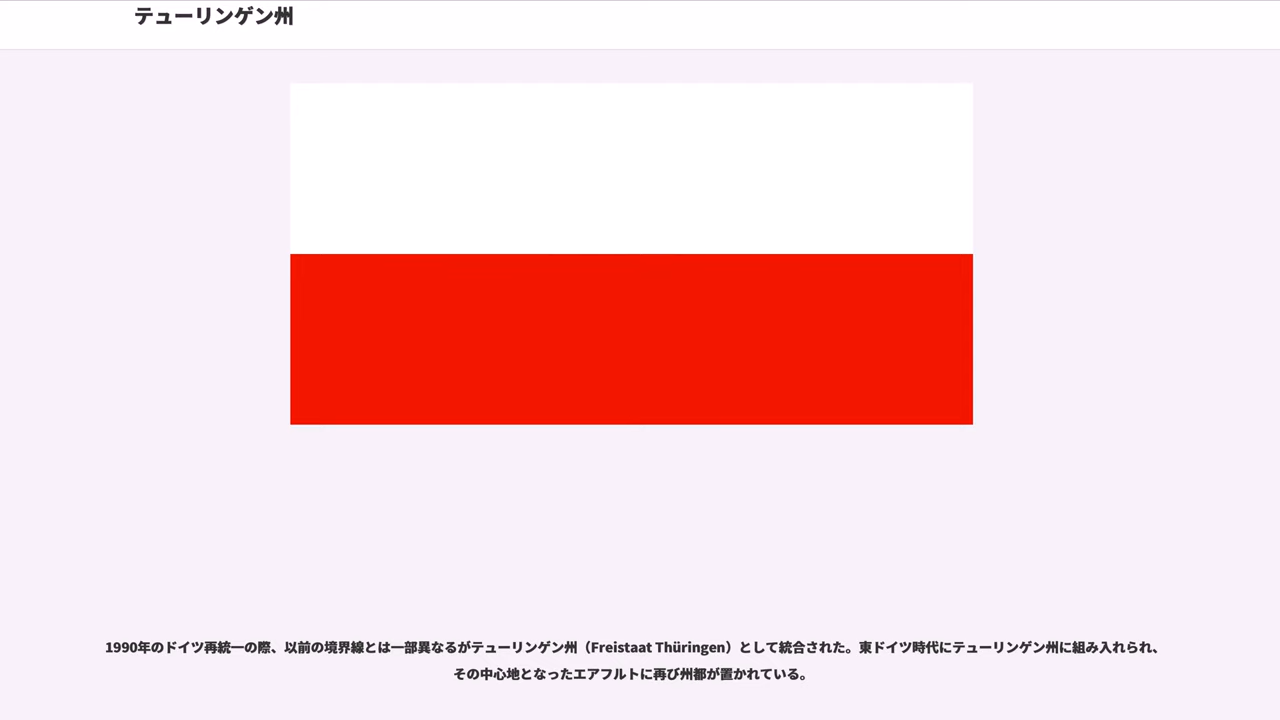 テューリンゲン州
1990年のドイツ再統一の際、以前の境界線とは一部異なるがテューリンゲン州（Freistaat Thüringen）として統合された。東ドイツ時代にテューリンゲン州に組み入れられ、
その中心地となったエアフルトに再び州都が置かれている。